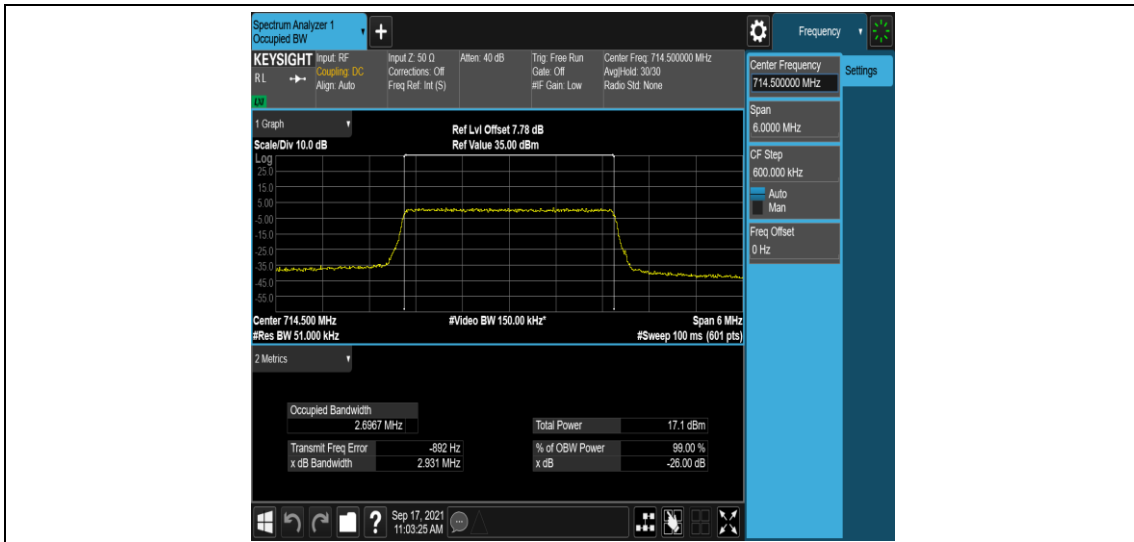 Spectrum Analyzer 1
Occupied BW
+
Frequency
KEYSIGHT
RL
LXI
Input: RF
Coupling: DC
Align: Auto
Input Z: 50 Ω
Corrections: Off
Freq Ref: Int (S)
Atten: 40 dB
Trig: Free Run
Gate: Off
#IF Gain: Low
Center Freq: 714.500000 MHz
Avg|Hold: 30/30
Radio Std: None
Center Frequency
714.500000 MHz
Settings
Span
6.0000 MHz
CF Step
600.000 kHz
Auto
Man
Freq Offset
0 Hz
1 Graph
Scale/Div 10.0 dB
Ref Lvl Offset 7.78 dB
Ref Value 35.00 dBm
Log
25.0
15.0
5.00
-5.00
-15.0
-25.0
-35.0
-45.0
-55.0
Center 714.500 MHz
#Video BW 150.00 kHz*
Span 6 MHz
#Res BW 51.000 kHz
#Sweep 100 ms (601 pts)
2 Metrics
Occupied Bandwidth
2.6967 MHz
Total Power 17.1 dBm
Transmit Freq Error -892 Hz
% of OBW Power 99.00 %
x dB Bandwidth 2.931 MHz
x dB -26.00 dB
?
Sep 17, 2021
11:03:25 AM